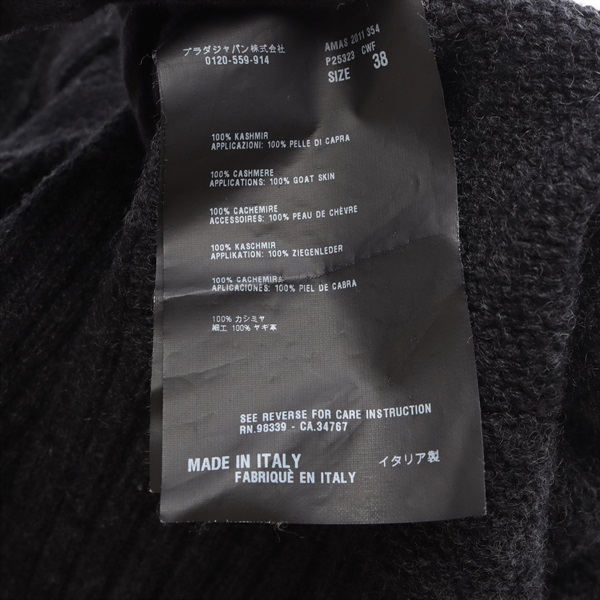 プラダジャパン株式会社
0120-559-914
AMAS 2011 354
P25323 CWF
SIZE 38
100% KASHMIR
APPLICAZIONI: 100% PELLE DI CAPRA
100% CASHMERE
APPLICATIONS: 100% GOAT SKIN
100% CACHEMIRE
ACCESSOIRES: 100% PEAU DE CHÈVRE
100% KASCHMIR
APPLIKATION: 100% ZIEGENLEDER
100% CACHEMIRA
APLICACIONES: 100% PIEL DE CABRA
100% カシミヤ
細工 100% ヤギ革
SEE REVERSE FOR CARE INSTRUCTION
RN.98339 - CA.34767
MADE IN ITALY
FABRIQUÈ EN ITALY
イタリア製